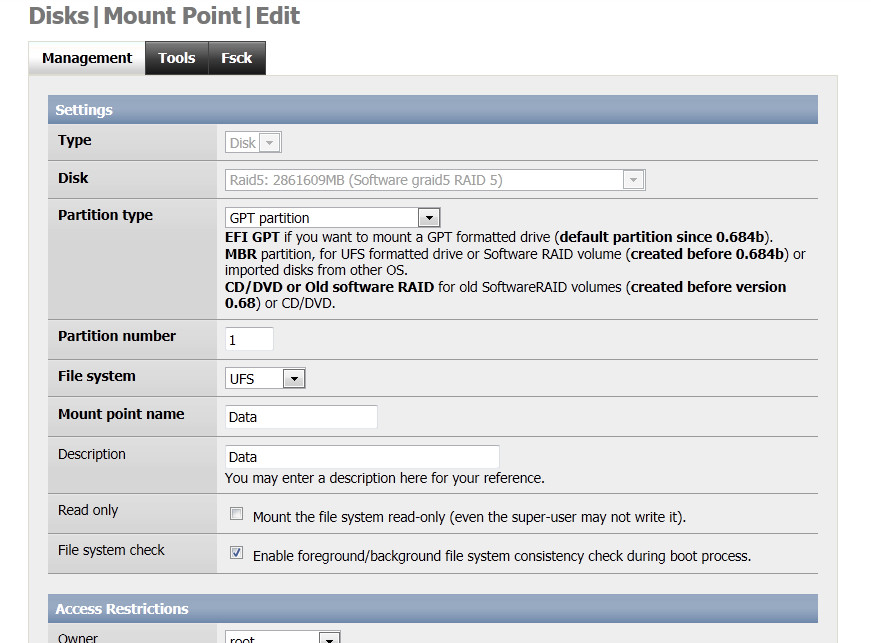 Disks|Mount Point|Edit
Management Tools Fsck
Settings
Type Disk
Disk Raid5: 2861609MB (Software graid5 RAID 5)
Partition type GPT partition
EFI GPT if you want to mount a GPT formatted drive (default partition since 0.684b).
MBR partition, for UFS formatted drive or Software RAID volume (created before 0.684b) or
imported disks from other OS.
CD/DVD or Old software RAID for old SoftwareRAID volumes (created before version
0.68) or CD/DVD.
Partition number 1
File system UFS
Mount point name Data
Description Data
You may enter a description here for your reference.
Read only Mount the file system read-only (even the super-user may not write it).
File system check Enable foreground/background file system consistency check during boot process.
Access Restrictions
Owner root